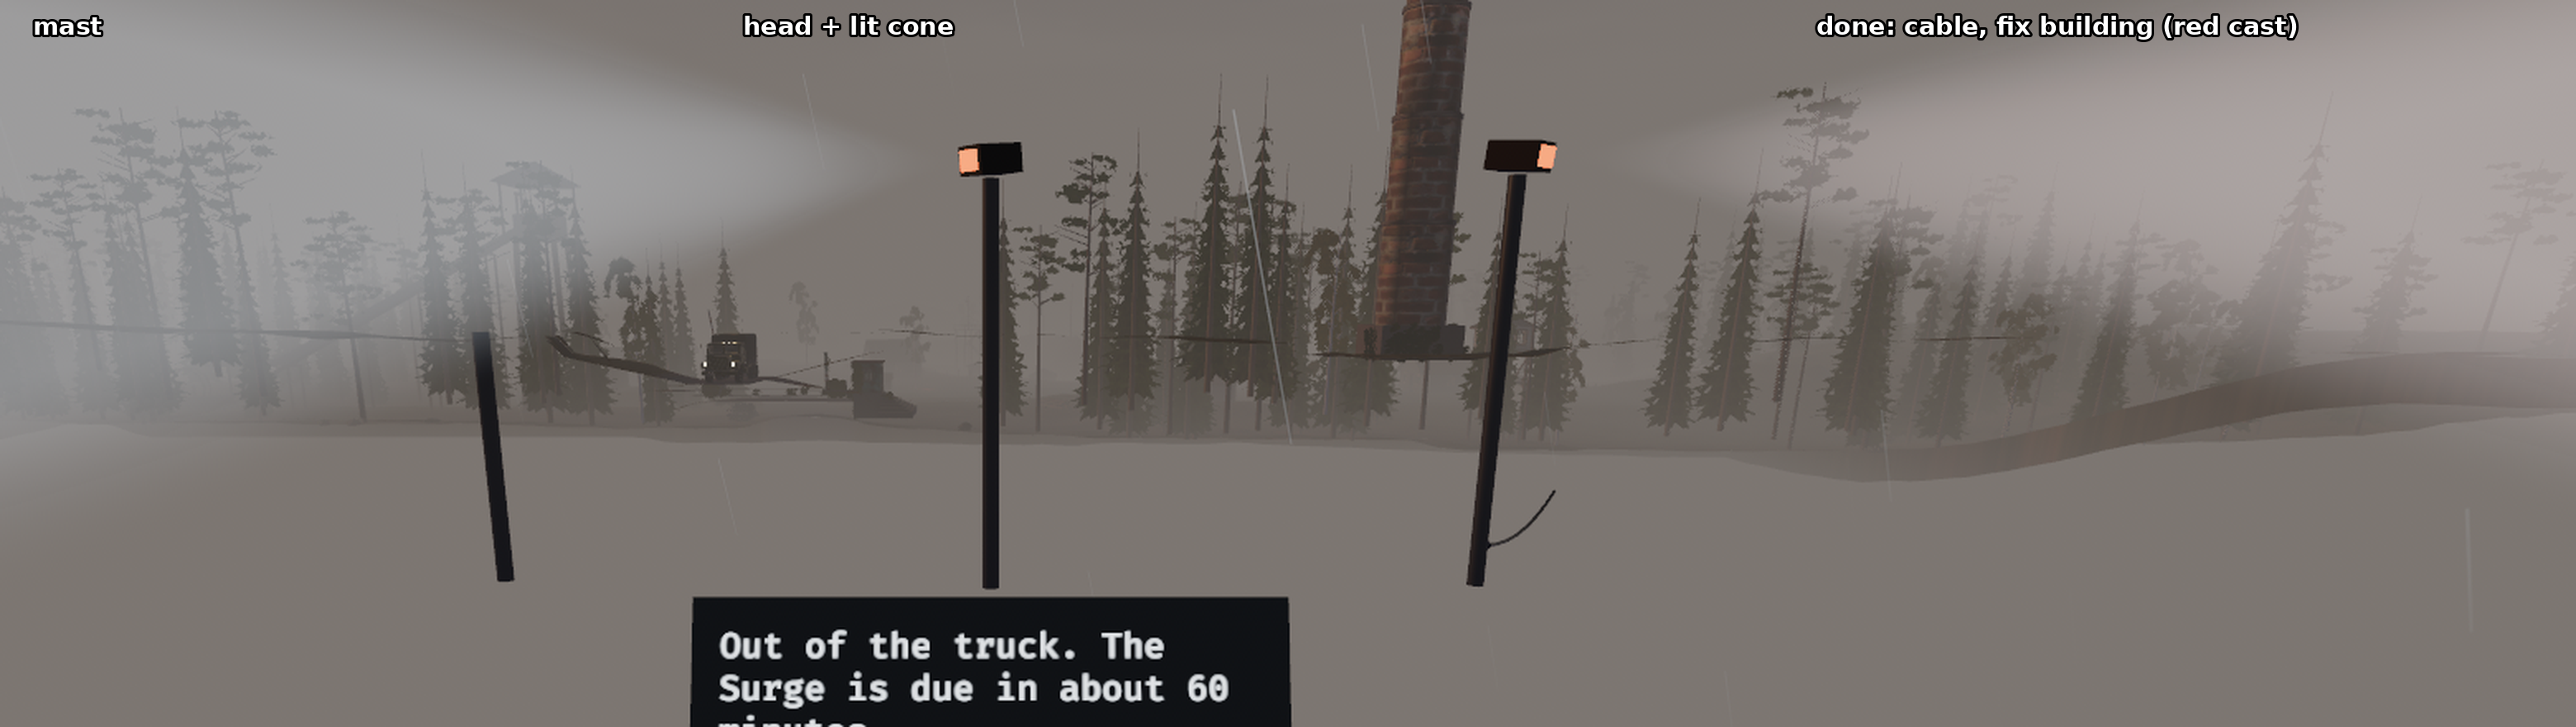 mast
head + lit cone
done: cable, fix building (red cast)
Out of the truck. The
Surge is due in about 60
minutes